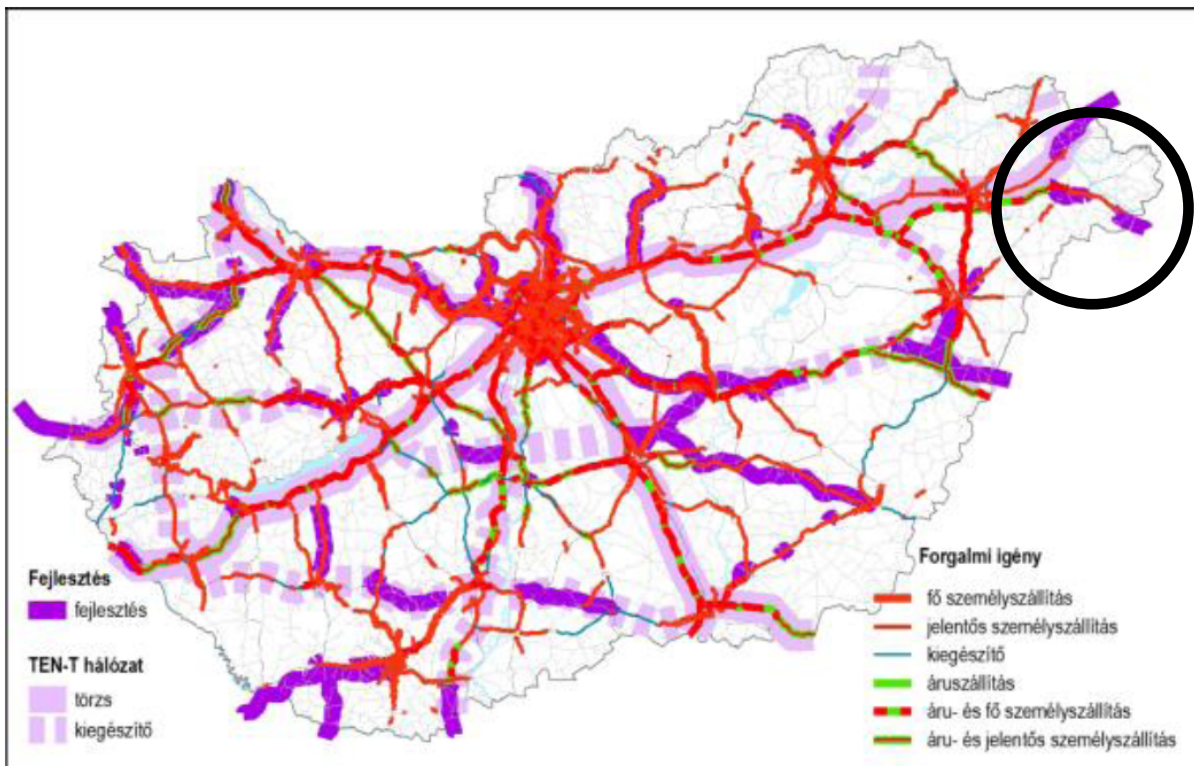 Fejlesztés
fejlesztés
TEN-T hálózat
törzs
kiegészítő
Forgalmi igény
fő személyszállítás
jelentős személyszállítás
kiegészítő
áruszállítás
áru- és fő személyszállítás
áru- és jelentős személyszállítás